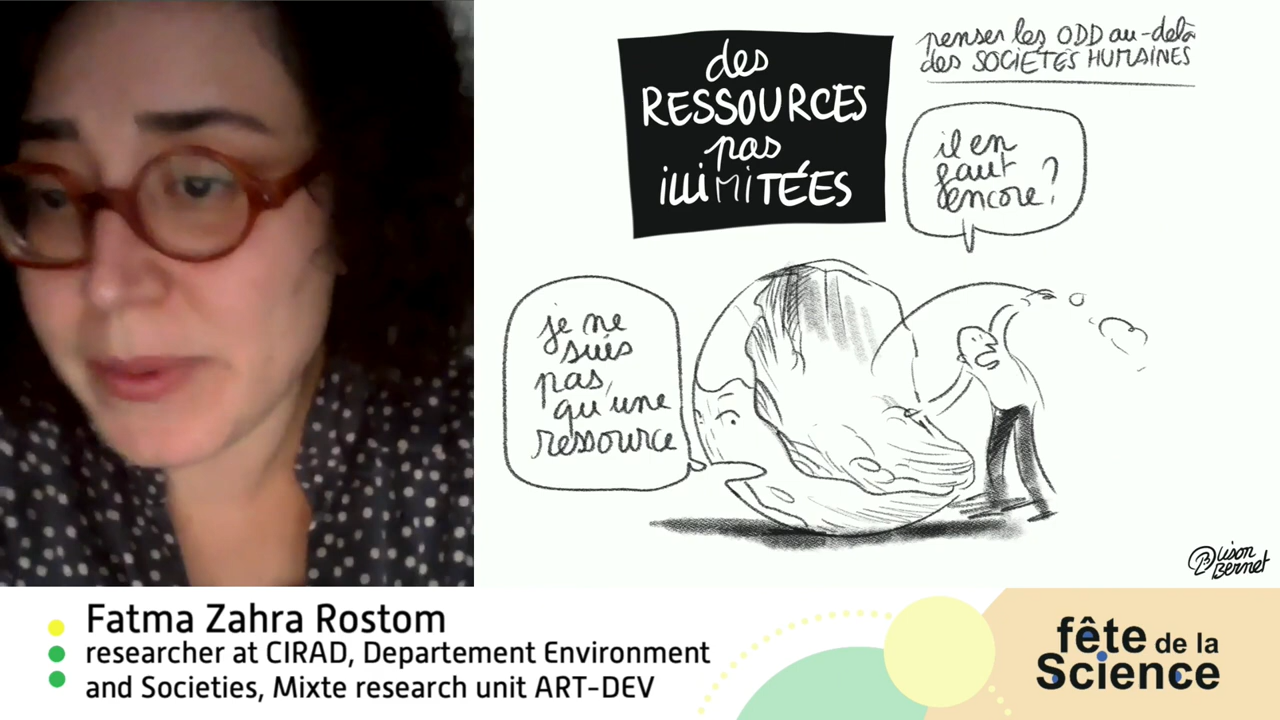 des
RESSOURCES
pas
illiMITÉES
penser les ODD au-delà
des SOCIÉTÉS HUMAINES
il en
faut
encore ?
je ne
suis
pas
qu'une
ressource
Alison
Bernet
Fatma Zahra Rostom
researcher at CIRAD, Departement Environment
and Societies, Mixte research unit ART-DEV
fête de la
Science